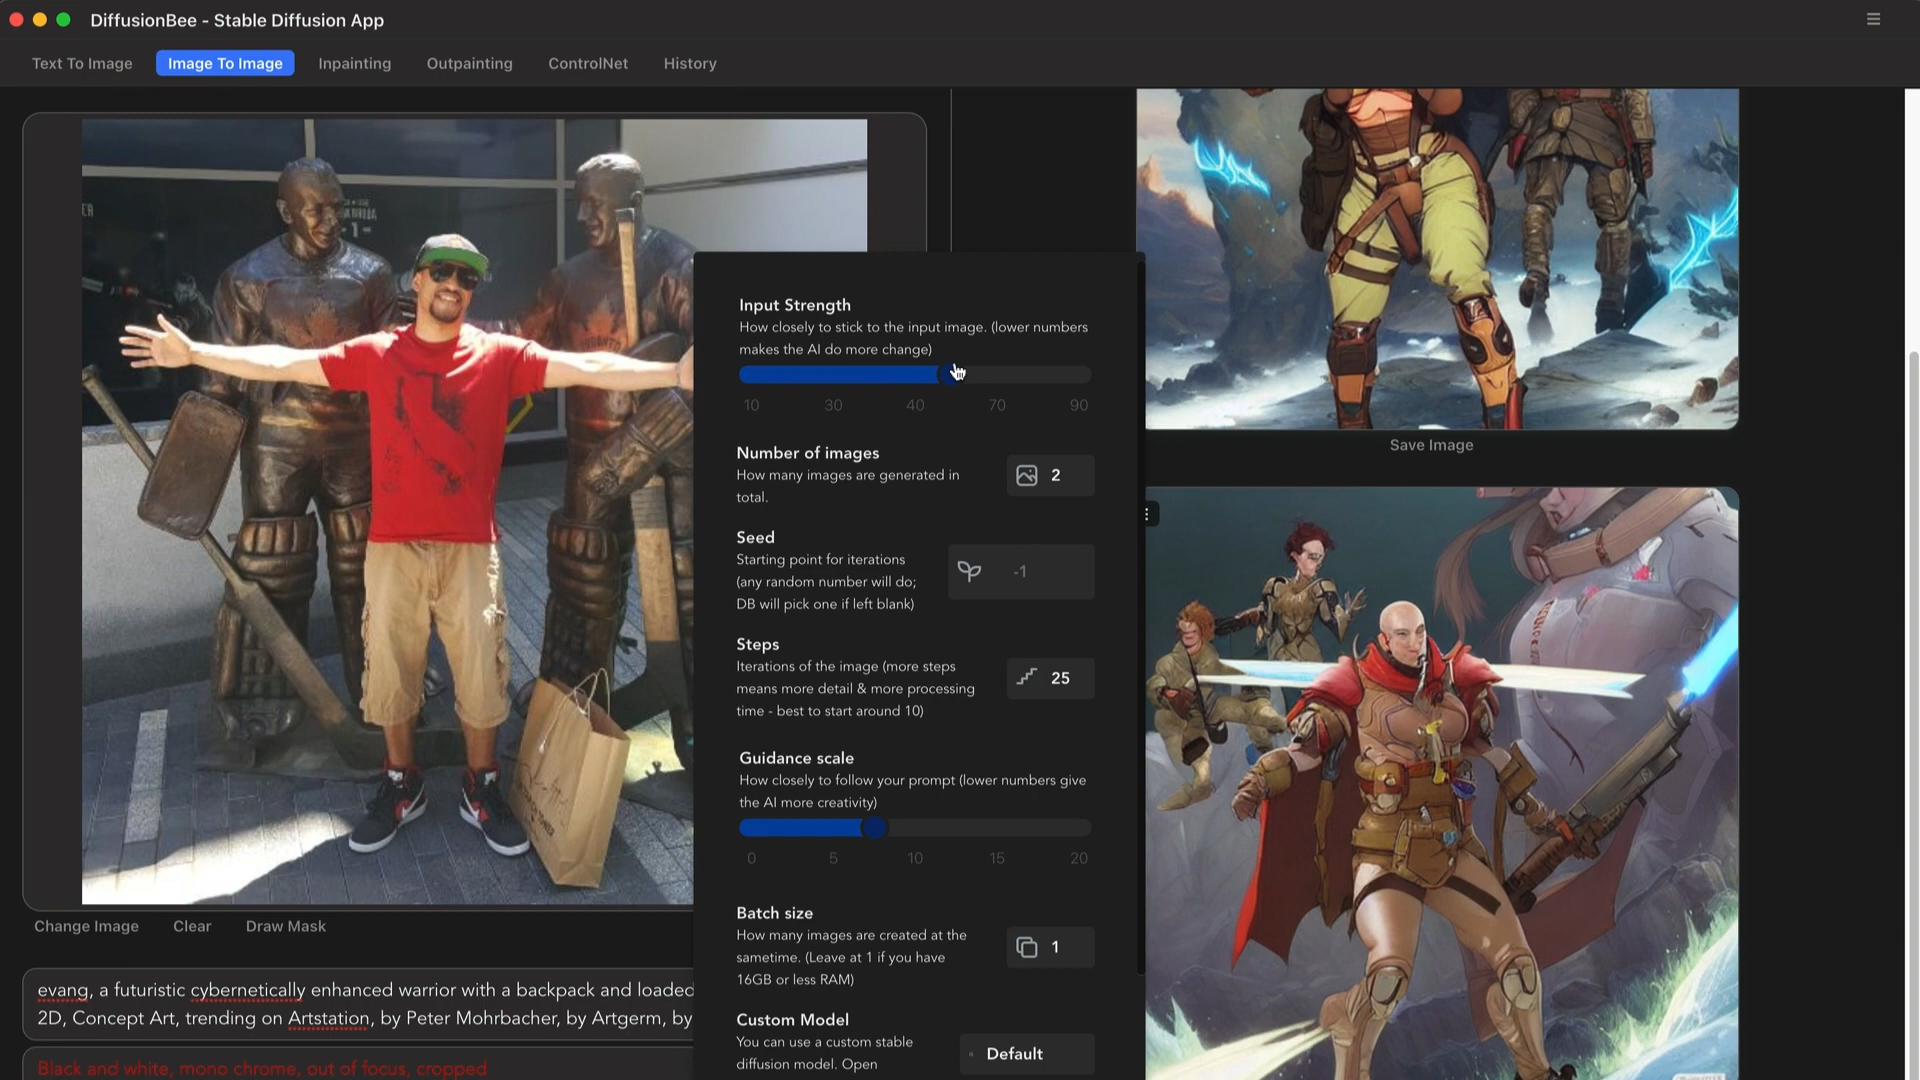 DiffusionBee - Stable Diffusion App
Text To Image
Image To Image
Inpainting
Outpainting
ControlNet
History
Input Strength
How closely to stick to the input image. (lower numbers
makes the AI do more change)
10 30 40 70 90
Number of images
How many images are generated in
total.
2
Seed
Starting point for iterations
(any random number will do;
DB will pick one if left blank)
-1
Steps
Iterations of the image (more steps
means more detail & more processing
time - best to start around 10)
25
Guidance scale
How closely to follow your prompt (lower numbers give
the AI more creativity)
0 5 10 15 20
Batch size
How many images are created at the
sametime. (Leave at 1 if you have
16GB or less RAM)
1
Custom Model
You can use a custom stable
diffusion model. Open
Default
Save Image
Change Image
Clear
Draw Mask
evang, a futuristic cybernetically enhanced warrior with a backpack and loaded
2D, Concept Art, trending on Artstation, by Peter Mohrbacher, by Artgerm, by
Black and white, mono chrome, out of focus, cropped